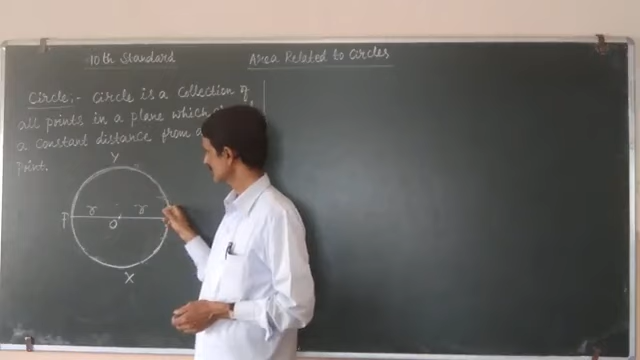 10th Standard
Area Related to Circles
Circle:- Circle is a Collection of
all points in a plane which
a constant distance from a
point.
Y
r r
P O
X